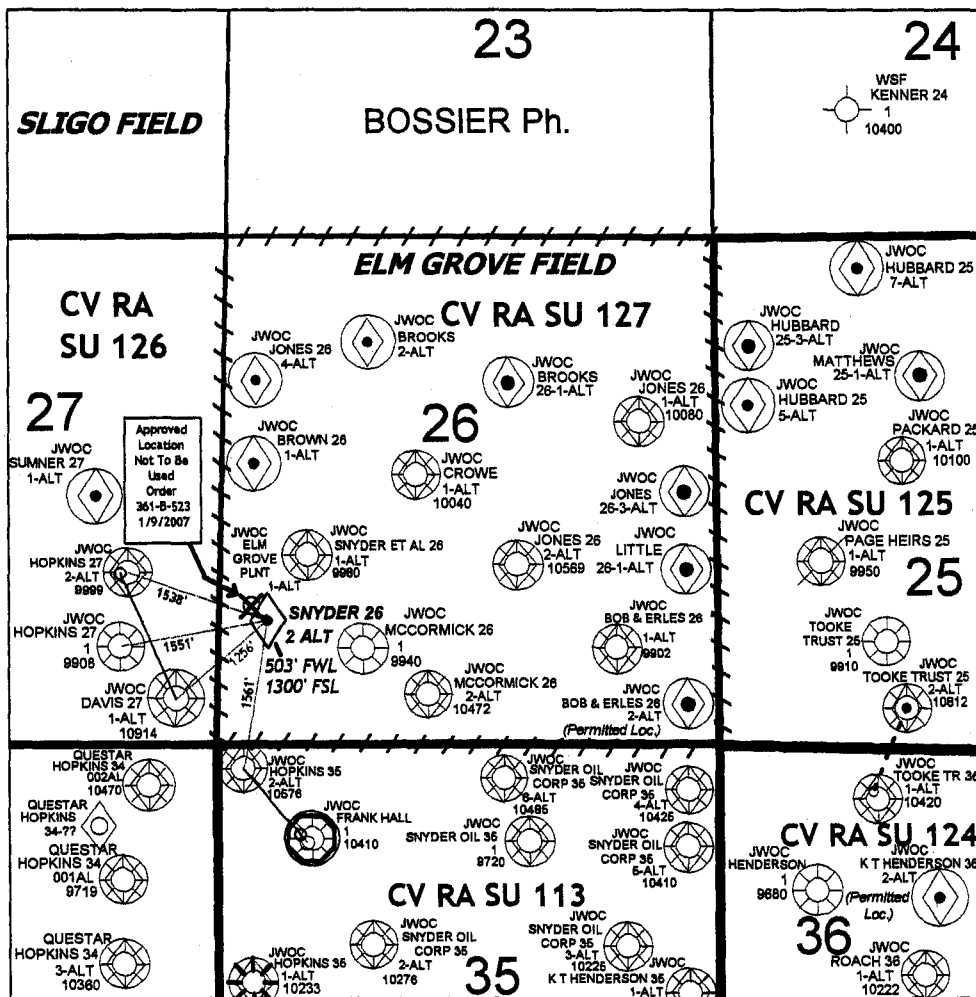 23
24
WSF
KENNER 24
1
10400
SLIGO FIELD
BOSSIER Ph.
ELM GROVE FIELD
CV RA
SU 126
27
JWOC
SUMNER 27
1-ALT
Approved
Location
Not To Be
Used
Order
361-B-523
1/9/2007
JWOC
HOPKINS 27
2-ALT
9999
JWOC
HOPKINS 27
1
9908
JWOC
DAVIS 27
1-ALT
10914
1538'
1551'
1256'
1561'
CV RA SU 127
26
JWOC
JONES 26
4-ALT
JWOC
BROOKS
2-ALT
JWOC
BROOKS
26-1-ALT
JWOC
JONES 26
1-ALT
10080
JWOC
BROWN 26
1-ALT
JWOC
CROWE
1-ALT
10040
JWOC
JONES
26-3-ALT
JWOC
ELM
GROVE
PLNT
1-ALT
JWOC
SNYDER ET AL 26
1-ALT
9980
JWOC
JONES 26
2-ALT
10569
JWOC
LITTLE
26-1-ALT
SNYDER 26
2 ALT
503' FWL
1300' FSL
JWOC
MCCORMICK 26
1
9940
JWOC
BOB & ERLES 26
1-ALT
9902
JWOC
MCCORMICK 26
2-ALT
10472
JWOC
BOB & ERLES 26
2-ALT
(Permitted Loc.)
JWOC
HUBBARD 25
7-ALT
JWOC
HUBBARD
25-3-ALT
JWOC
MATTHEWS
25-1-ALT
JWOC
HUBBARD 25
5-ALT
JWOC
PACKARD 25
1-ALT
10100
CV RA SU 125
JWOC
PAGE HEIRS 25
1-ALT
9950
25
JWOC
TOOKE
TRUST 25
1
9910
JWOC
TOOKE TRUST 25
2-ALT
10812
QUESTAR
HOPKINS 34
002AL
10470
QUESTAR
HOPKINS
34-??
QUESTAR
HOPKINS 34
001AL
9719
QUESTAR
HOPKINS 34
3-ALT
10360
JWOC
HOPKINS 35
2-ALT
10576
JWOC
FRANK HALL
1
10410
JWOC
SNYDER OIL
CORP 35
6-ALT
10485
JWOC
SNYDER OIL
CORP 35
4-ALT
10425
JWOC
SNYDER OIL 35
1
9720
JWOC
SNYDER OIL
CORP 35
5-ALT
10410
CV RA SU 113
35
JWOC
HOPKINS 35
1-ALT
10233
JWOC
SNYDER OIL
CORP 35
2-ALT
10276
JWOC
SNYDER OIL
CORP 35
3-ALT
10225
JWOC
K T HENDERSON 35
1-ALT
JWOC
TOOKE TR 36
1-ALT
10420
CV RA SU 124
JWOC
HENDERSON
1
9680
JWOC
K T HENDERSON 36
2-ALT
(Permitted
Loc.)
36
JWOC
ROACH 36
1-ALT
10222